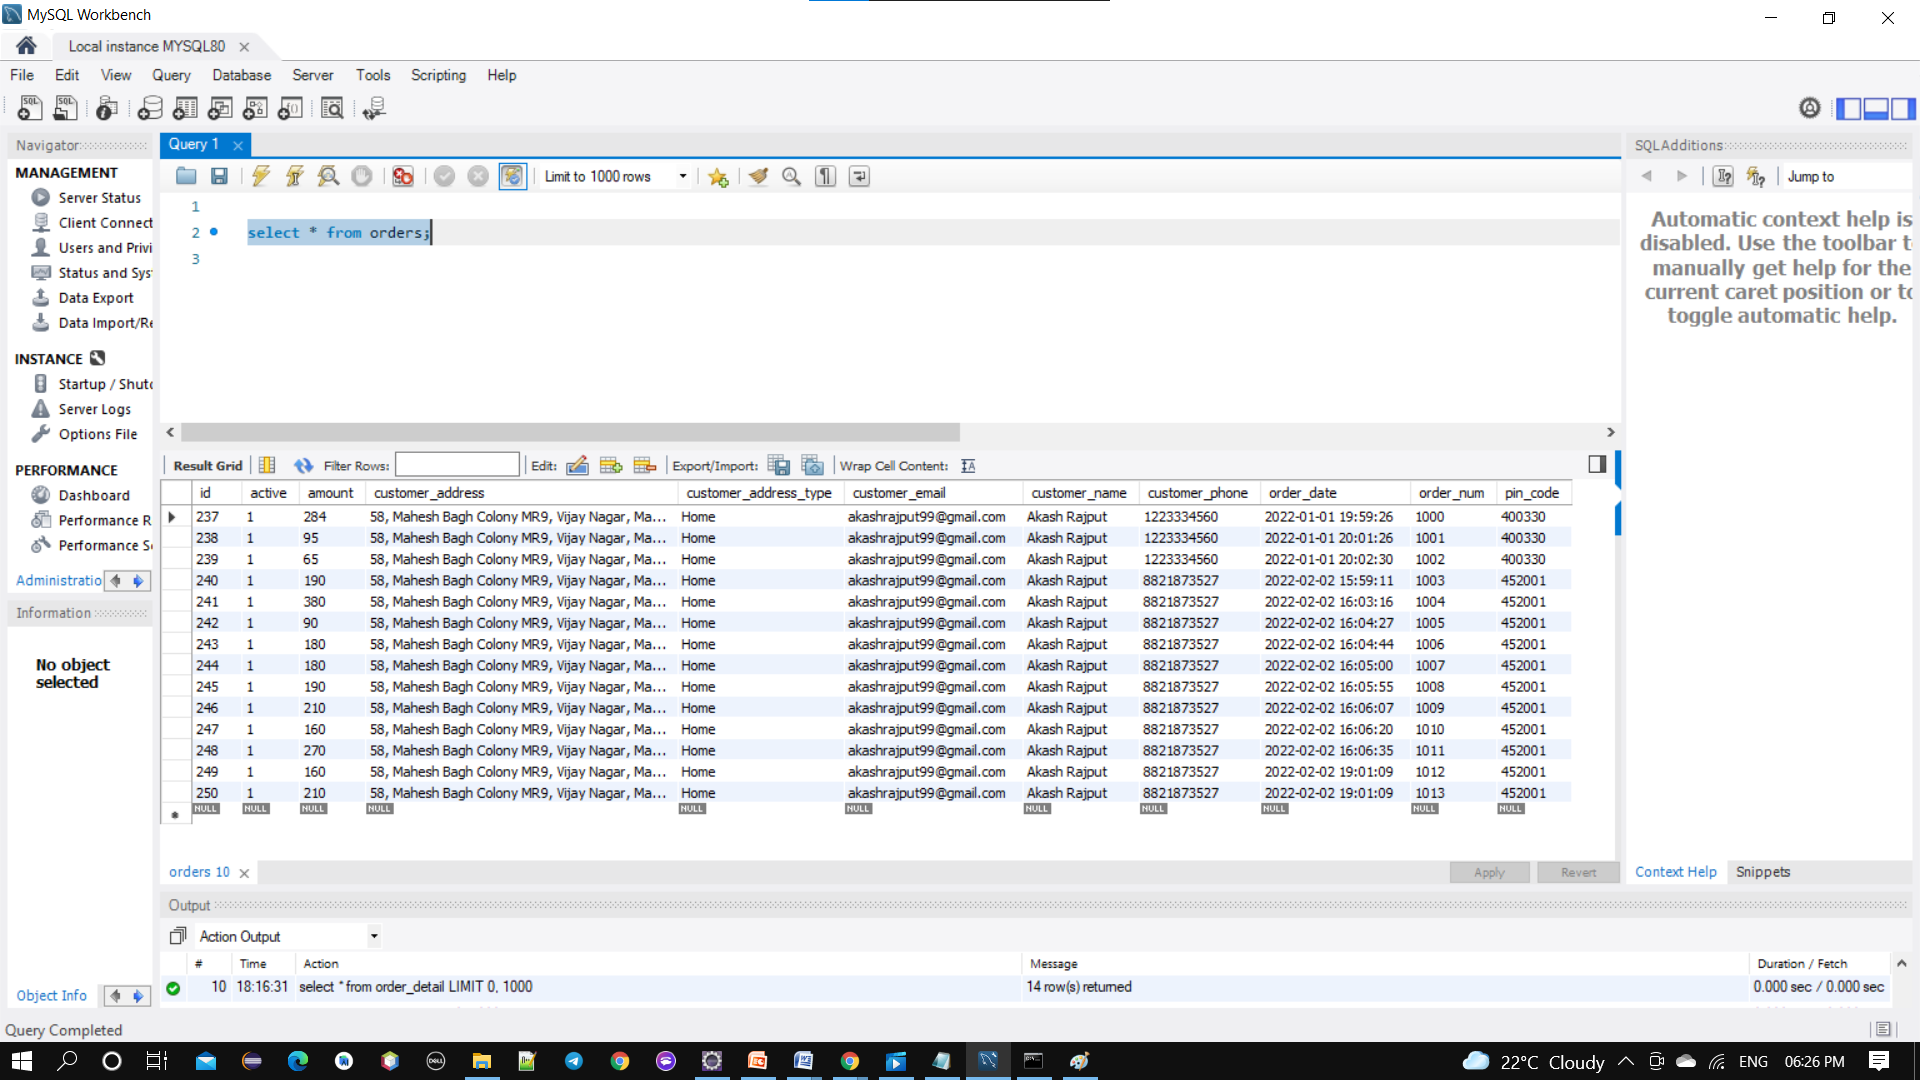 MySQL Workbench
Local instance MYSQL80
File Edit View Query Database Server Tools Scripting Help
Navigator
MANAGEMENT
Server Status
Client Connect
Users and Privi
Status and Sys
Data Export
Data Import/Re
INSTANCE
Startup / Shut
Server Logs
Options File
PERFORMANCE
Dashboard
Performance R
Performance S
Administratio
Information
No object
selected
Object Info
Query 1
Limit to 1000 rows
1
2 select * from orders;
3
Result Grid Filter Rows: Edit: Export/Import: Wrap Cell Content:
id active amount customer_address customer_address_type customer_email customer_name customer_phone order_date order_num pin_code
237 1 284 58, Mahesh Bagh Colony MR9, Vijay Nagar, Ma... Home akashrajput99@gmail.com Akash Rajput 1223334560 2022-01-01 19:59:26 1000 400330
238 1 95 58, Mahesh Bagh Colony MR9, Vijay Nagar, Ma... Home akashrajput99@gmail.com Akash Rajput 1223334560 2022-01-01 20:01:26 1001 400330
239 1 65 58, Mahesh Bagh Colony MR9, Vijay Nagar, Ma... Home akashrajput99@gmail.com Akash Rajput 1223334560 2022-01-01 20:02:30 1002 400330
240 1 190 58, Mahesh Bagh Colony MR9, Vijay Nagar, Ma... Home akashrajput99@gmail.com Akash Rajput 8821873527 2022-02-02 15:59:11 1003 452001
241 1 380 58, Mahesh Bagh Colony MR9, Vijay Nagar, Ma... Home akashrajput99@gmail.com Akash Rajput 8821873527 2022-02-02 16:03:16 1004 452001
242 1 90 58, Mahesh Bagh Colony MR9, Vijay Nagar, Ma... Home akashrajput99@gmail.com Akash Rajput 8821873527 2022-02-02 16:04:27 1005 452001
243 1 180 58, Mahesh Bagh Colony MR9, Vijay Nagar, Ma... Home akashrajput99@gmail.com Akash Rajput 8821873527 2022-02-02 16:04:44 1006 452001
244 1 180 58, Mahesh Bagh Colony MR9, Vijay Nagar, Ma... Home akashrajput99@gmail.com Akash Rajput 8821873527 2022-02-02 16:05:00 1007 452001
245 1 190 58, Mahesh Bagh Colony MR9, Vijay Nagar, Ma... Home akashrajput99@gmail.com Akash Rajput 8821873527 2022-02-02 16:05:55 1008 452001
246 1 210 58, Mahesh Bagh Colony MR9, Vijay Nagar, Ma... Home akashrajput99@gmail.com Akash Rajput 8821873527 2022-02-02 16:06:07 1009 452001
247 1 160 58, Mahesh Bagh Colony MR9, Vijay Nagar, Ma... Home akashrajput99@gmail.com Akash Rajput 8821873527 2022-02-02 16:06:20 1010 452001
248 1 270 58, Mahesh Bagh Colony MR9, Vijay Nagar, Ma... Home akashrajput99@gmail.com Akash Rajput 8821873527 2022-02-02 16:06:35 1011 452001
249 1 160 58, Mahesh Bagh Colony MR9, Vijay Nagar, Ma... Home akashrajput99@gmail.com Akash Rajput 8821873527 2022-02-02 19:01:09 1012 452001
250 1 210 58, Mahesh Bagh Colony MR9, Vijay Nagar, Ma... Home akashrajput99@gmail.com Akash Rajput 8821873527 2022-02-02 19:01:09 1013 452001
NULL NULL NULL NULL NULL NULL NULL NULL NULL NULL NULL
orders 10
Apply Revert
Output
Action Output
# Time Action Message Duration / Fetch
10 18:16:31 select * from order_detail LIMIT 0, 1000 14 row(s) returned 0.000 sec / 0.000 sec
SQLAdditions
Jump to
Automatic context help is
disabled. Use the toolbar t
manually get help for the
current caret position or to
toggle automatic help.
Context Help Snippets
Query Completed
22°C Cloudy ENG 06:26 PM